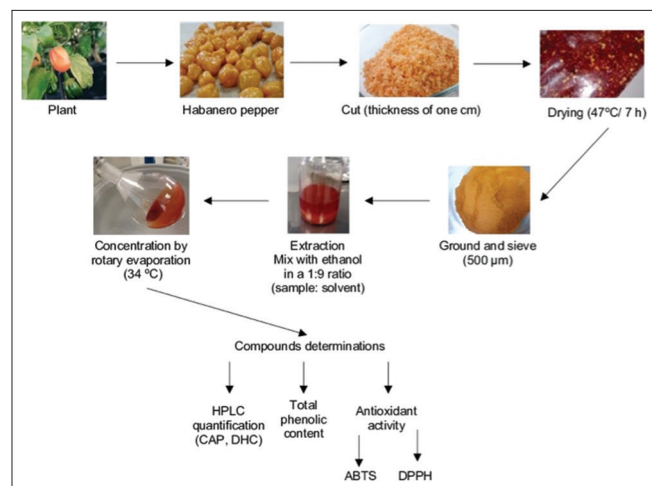 Plant
Habanero pepper
Cut (thickness of one cm)
Drying (47ºC/ 7 h)
Concentration by
rotary evaporation
(34 ºC)
Extraction
Mix with ethanol
in a 1:9 ratio
(sample: solvent)
Ground and sieve
(500 µm)
Compounds determinations
HPLC
quantification
(CAP, DHC)
Total
phenolic
content
Antioxidant
activity
ABTS
DPPH